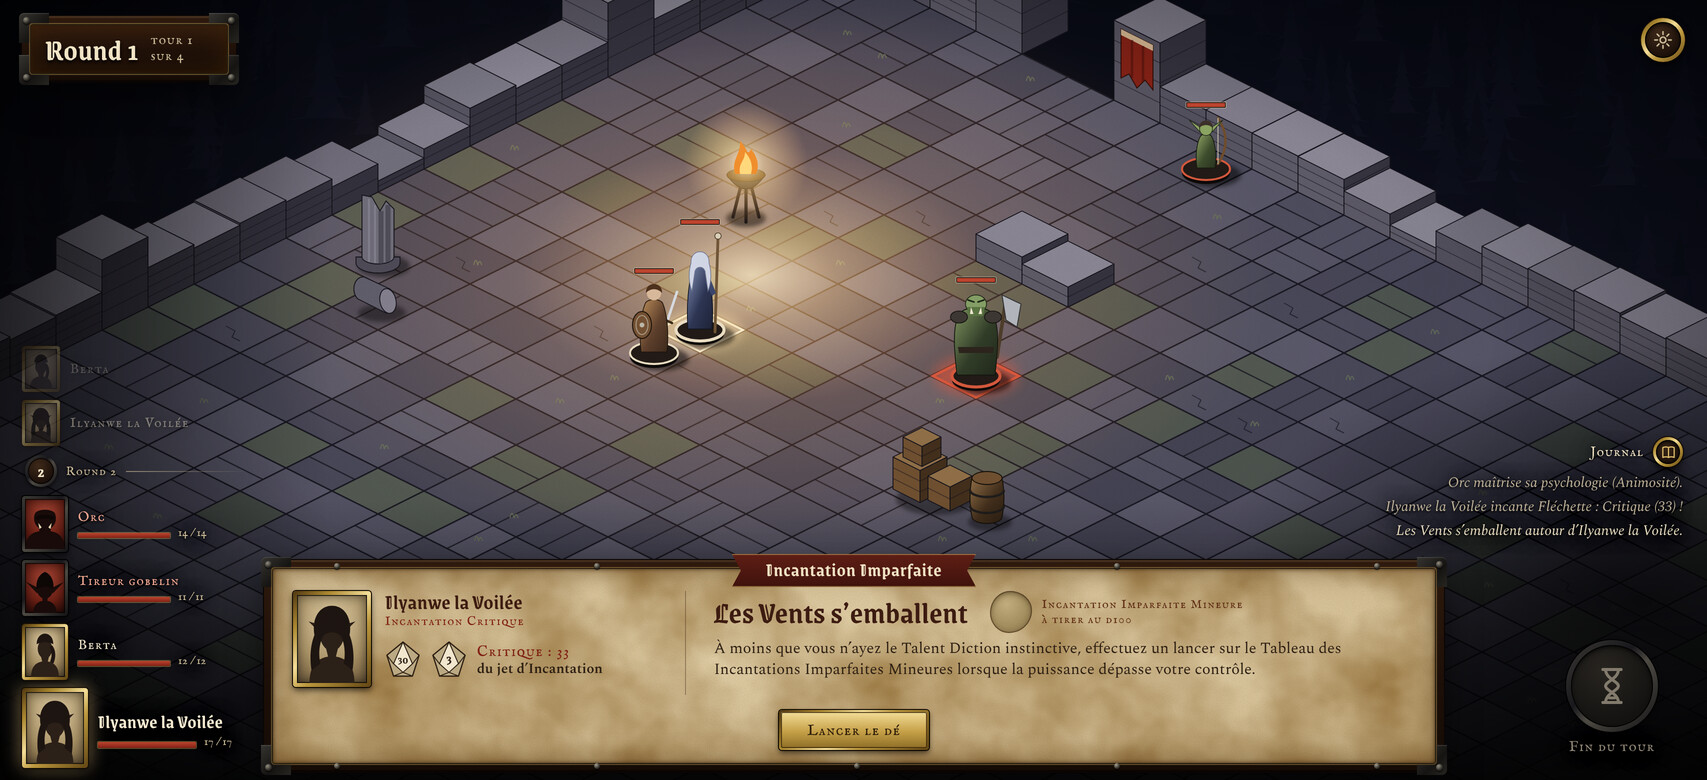 Round 1
TOUR 1
SUR 4
Berta
Ilyanwe la Voilée
2
Round 2
Orc
14/14
Tireur gobelin
11/11
Berta
12/12
Ilyanwe la Voilée
17/17
Journal
Orc maîtrise sa psychologie (Animosité).
Ilyanwe la Voilée incante Fléchette : Critique (33) !
Les Vents s'emballent autour d'Ilyanwe la Voilée.
Incantation Imparfaite
Ilyanwe la Voilée
Incantation Critique
30
3
Critique : 33
du jet d'Incantation
Les Vents s'emballent
Incantation Imparfaite Mineure
à tirer au d100
À moins que vous n'ayez le Talent Diction instinctive, effectuez un lancer sur le Tableau des
Incantations Imparfaites Mineures lorsque la puissance dépasse votre contrôle.
Lancer le dé
Fin du tour